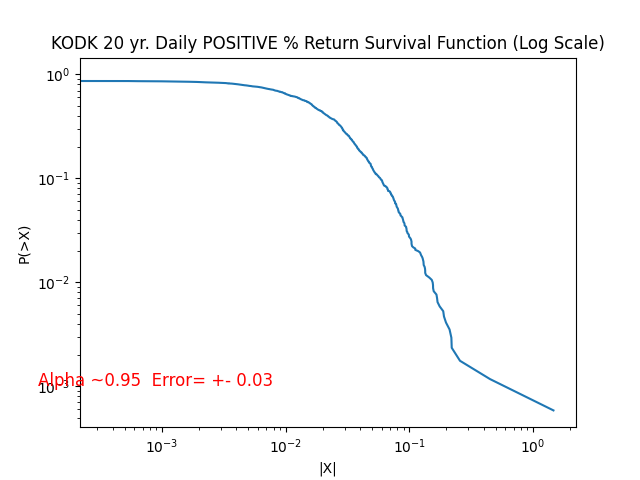 KODK 20 yr. Daily POSITIVE % Return Survival Function (Log Scale)
P(>X)
10⁰
10⁻¹
10⁻²
10⁻³
Alpha ~0.95  Error= +- 0.03
10⁻³ 10⁻² 10⁻¹ 10⁰
|X|